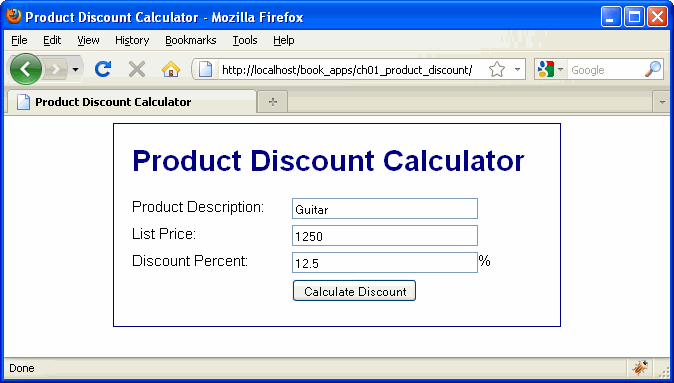 Product Discount Calculator - Mozilla Firefox
File Edit View History Bookmarks Tools Help
http://localhost/book_apps/ch01_product_discount/ Google
Product Discount Calculator
Product Discount Calculator
Product Description: Guitar
List Price: 1250
Discount Percent: 12.5 %
Calculate Discount
Done